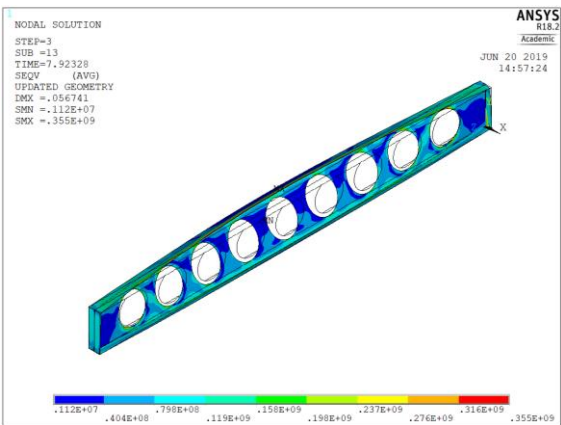 1
NODAL SOLUTION
STEP=3
SUB =13
TIME=7.92328
SEQV (AVG)
UPDATED GEOMETRY
DMX =.056741
SMN =.112E+07
SMX =.355E+09
ANSYS
R18.2
Academic
JUN 20 2019
14:57:24
X
.112E+07 .798E+08 .158E+09 .237E+09 .316E+09
.404E+08 .119E+09 .198E+09 .276E+09 .355E+09